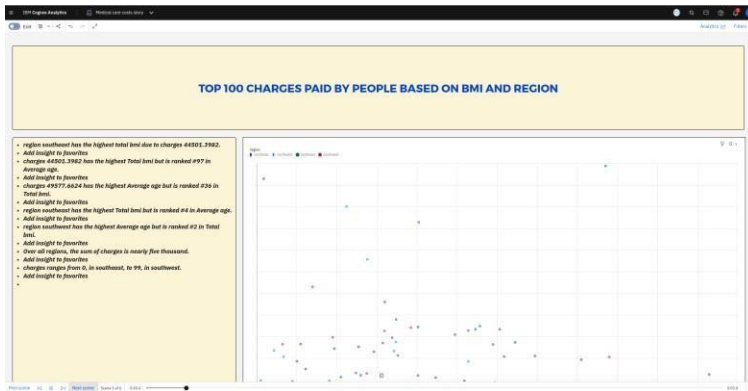 IBM Cognos Analytics
Medical care costs story
Edit
Analytics
Filters
TOP 100 CHARGES PAID BY PEOPLE BASED ON BMI AND REGION
• region southeast has the highest total bmi due to charges 44501.3982.
• Add insight to favorites
• charges 44501.3982 has the highest Total bmi but is ranked #97 in
Average age.
• Add insight to favorites
• charges 49577.6624 has the highest Average age but is ranked #36 in
Total bmi.
• Add insight to favorites
• region southeast has the highest Total bmi but is ranked #4 in Average age.
• Add insight to favorites
• region southwest has the highest Average age but is ranked #2 in Total
bmi.
• Add insight to favorites
• Over all regions, the sum of charges is nearly five thousand.
• Add insight to favorites
• charges ranges from 0, in southeast, to 99, in southwest.
• Add insight to favorites
•
region
Next scene